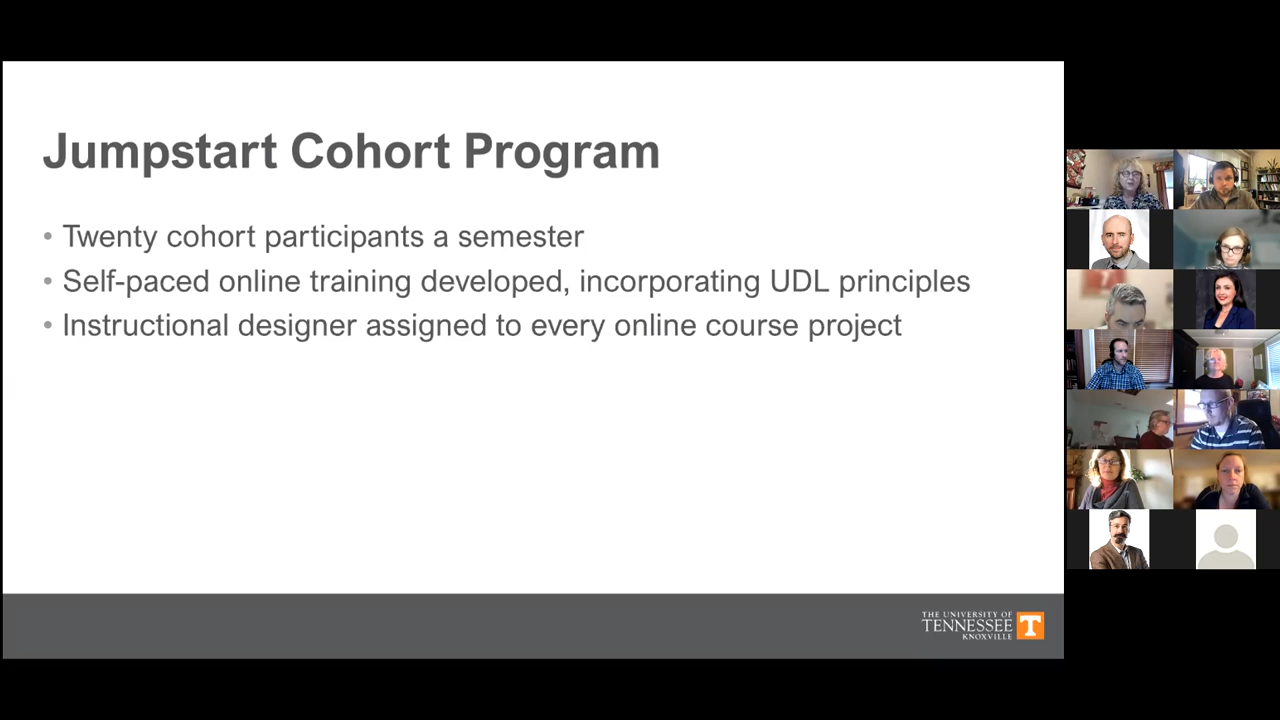 Jumpstart Cohort Program
• Twenty cohort participants a semester
• Self-paced online training developed, incorporating UDL principles
• Instructional designer assigned to every online course project
THE UNIVERSITY OF
TENNESSEE
KNOXVILLE
T